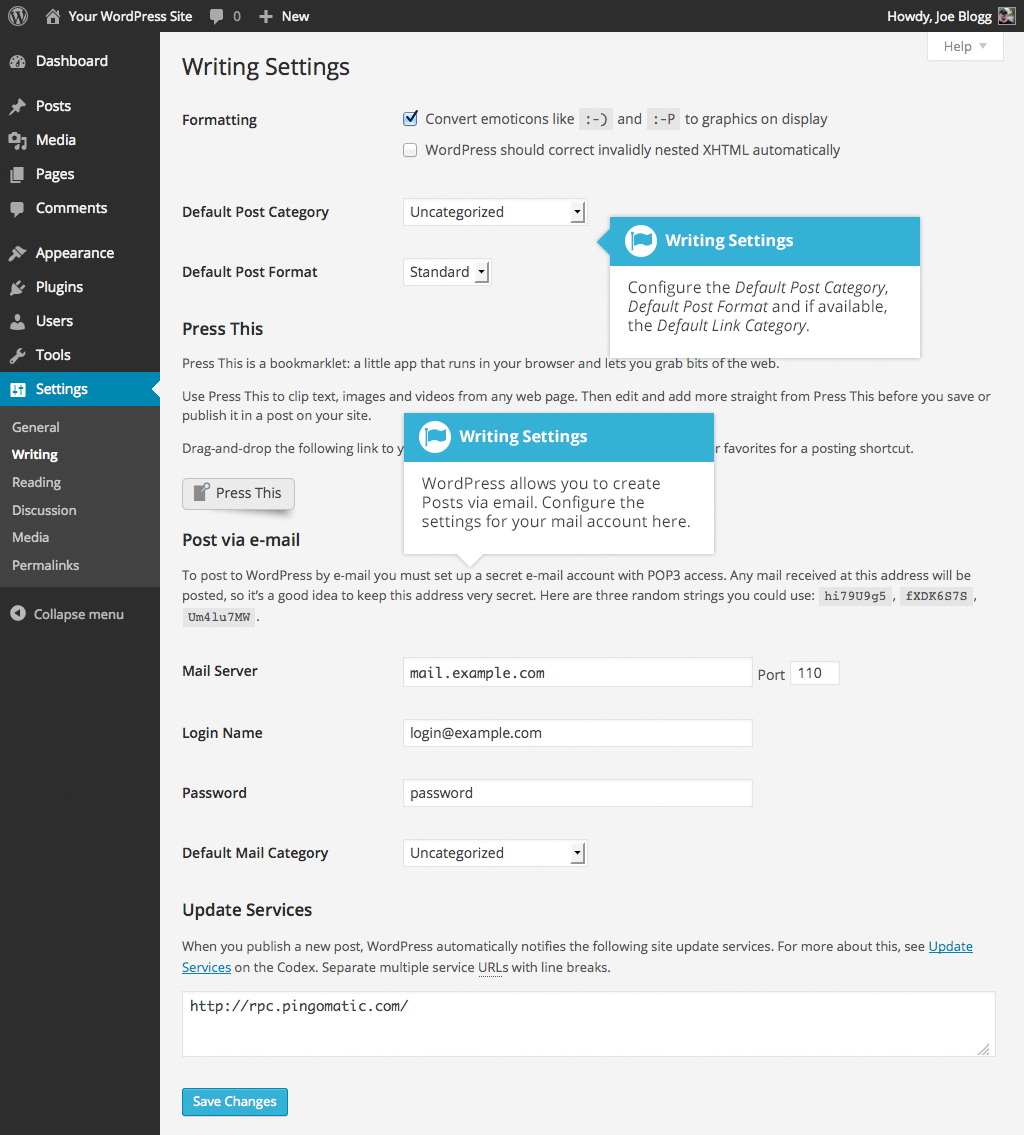 Your WordPress Site 0 New Howdy, Joe Blogg
Help
Dashboard
Posts
Media
Pages
Comments
Appearance
Plugins
Users
Tools
Settings
General
Writing
Reading
Discussion
Media
Permalinks
Collapse menu
Writing Settings
Formatting
Convert emoticons like :-) and :-P to graphics on display
WordPress should correct invalidly nested XHTML automatically
Default Post Category Uncategorized
Default Post Format Standard
Writing Settings
Configure the Default Post Category,
Default Post Format and if available,
the Default Link Category.
Press This
Press This is a bookmarklet: a little app that runs in your browser and lets you grab bits of the web.
Use Press This to clip text, images and videos from any web page. Then edit and add more straight from Press This before you save or
publish it in a post on your site.
Drag-and-drop the following link to favorites for a posting shortcut.
Writing Settings
WordPress allows you to create
Posts via email. Configure the
settings for your mail account here.
Press This
Post via e-mail
To post to WordPress by e-mail you must set up a secret e-mail account with POP3 access. Any mail received at this address will be
posted, so it's a good idea to keep this address very secret. Here are three random strings you could use: hi79U9g5 , fXDK6S7S ,
Um4lu7MW .
Mail Server mail.example.com Port 110
Login Name login@example.com
Password password
Default Mail Category Uncategorized
Update Services
When you publish a new post, WordPress automatically notifies the following site update services. For more about this, see Update
Services on the Codex. Separate multiple service URLs with line breaks.
http://rpc.pingomatic.com/
Save Changes